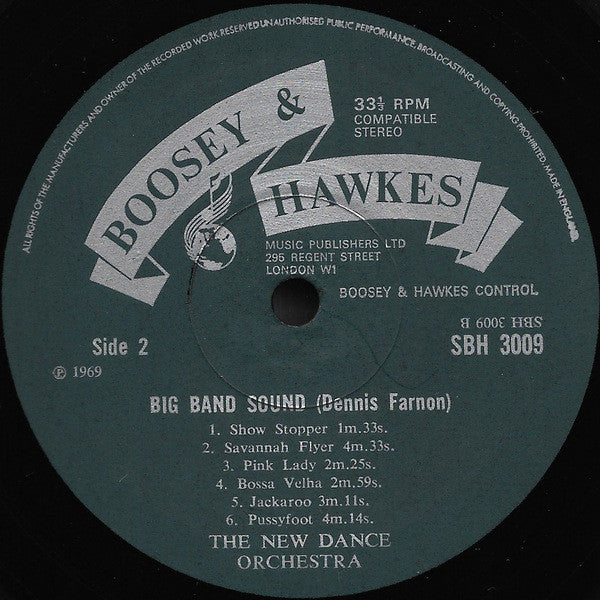 ALL RIGHTS OF THE MANUFACTURERS AND OWNER OF THE RECORDED WORK RESERVED UNAUTHORISED PUBLIC PERFORMANCE, BROADCASTING AND COPYING PROHIBITED. MADE IN ENGLAND.
BOOSEY &
HAWKES
33⅓ RPM
COMPATIBLE
STEREO
MUSIC PUBLISHERS LTD
295 REGENT STREET
LONDON W1
BOOSEY & HAWKES CONTROL
SBH 3009 B
Side 2
SBH 3009
℗ 1969
BIG BAND SOUND (Dennis Farnon)
1. Show Stopper 1m.33s.
2. Savannah Flyer 4m.33s.
3. Pink Lady 2m.25s.
4. Bossa Velha 2m.59s.
5. Jackaroo 3m.11s.
6. Pussyfoot 4m.14s.
THE NEW DANCE
ORCHESTRA